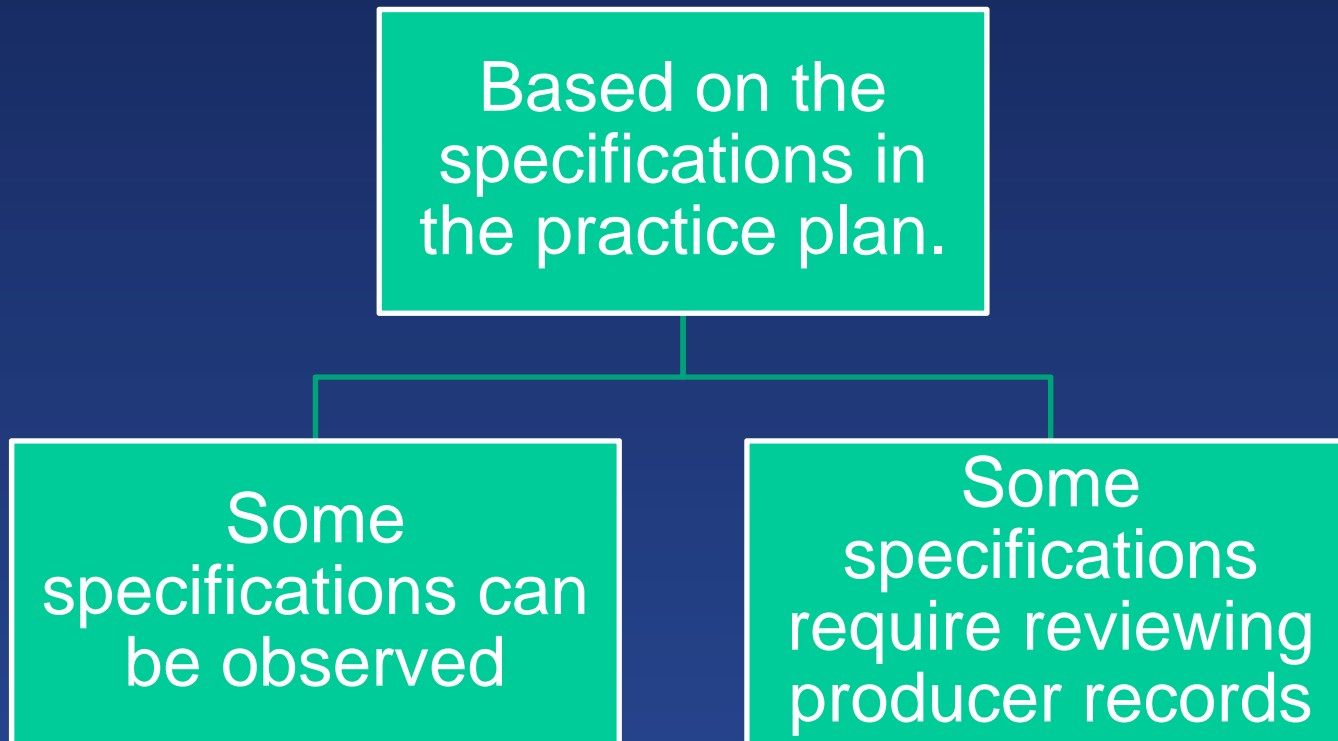 Based on the
specifications in
the practice plan.
Some
specifications can
be observed
Some
specifications
require reviewing
producer records